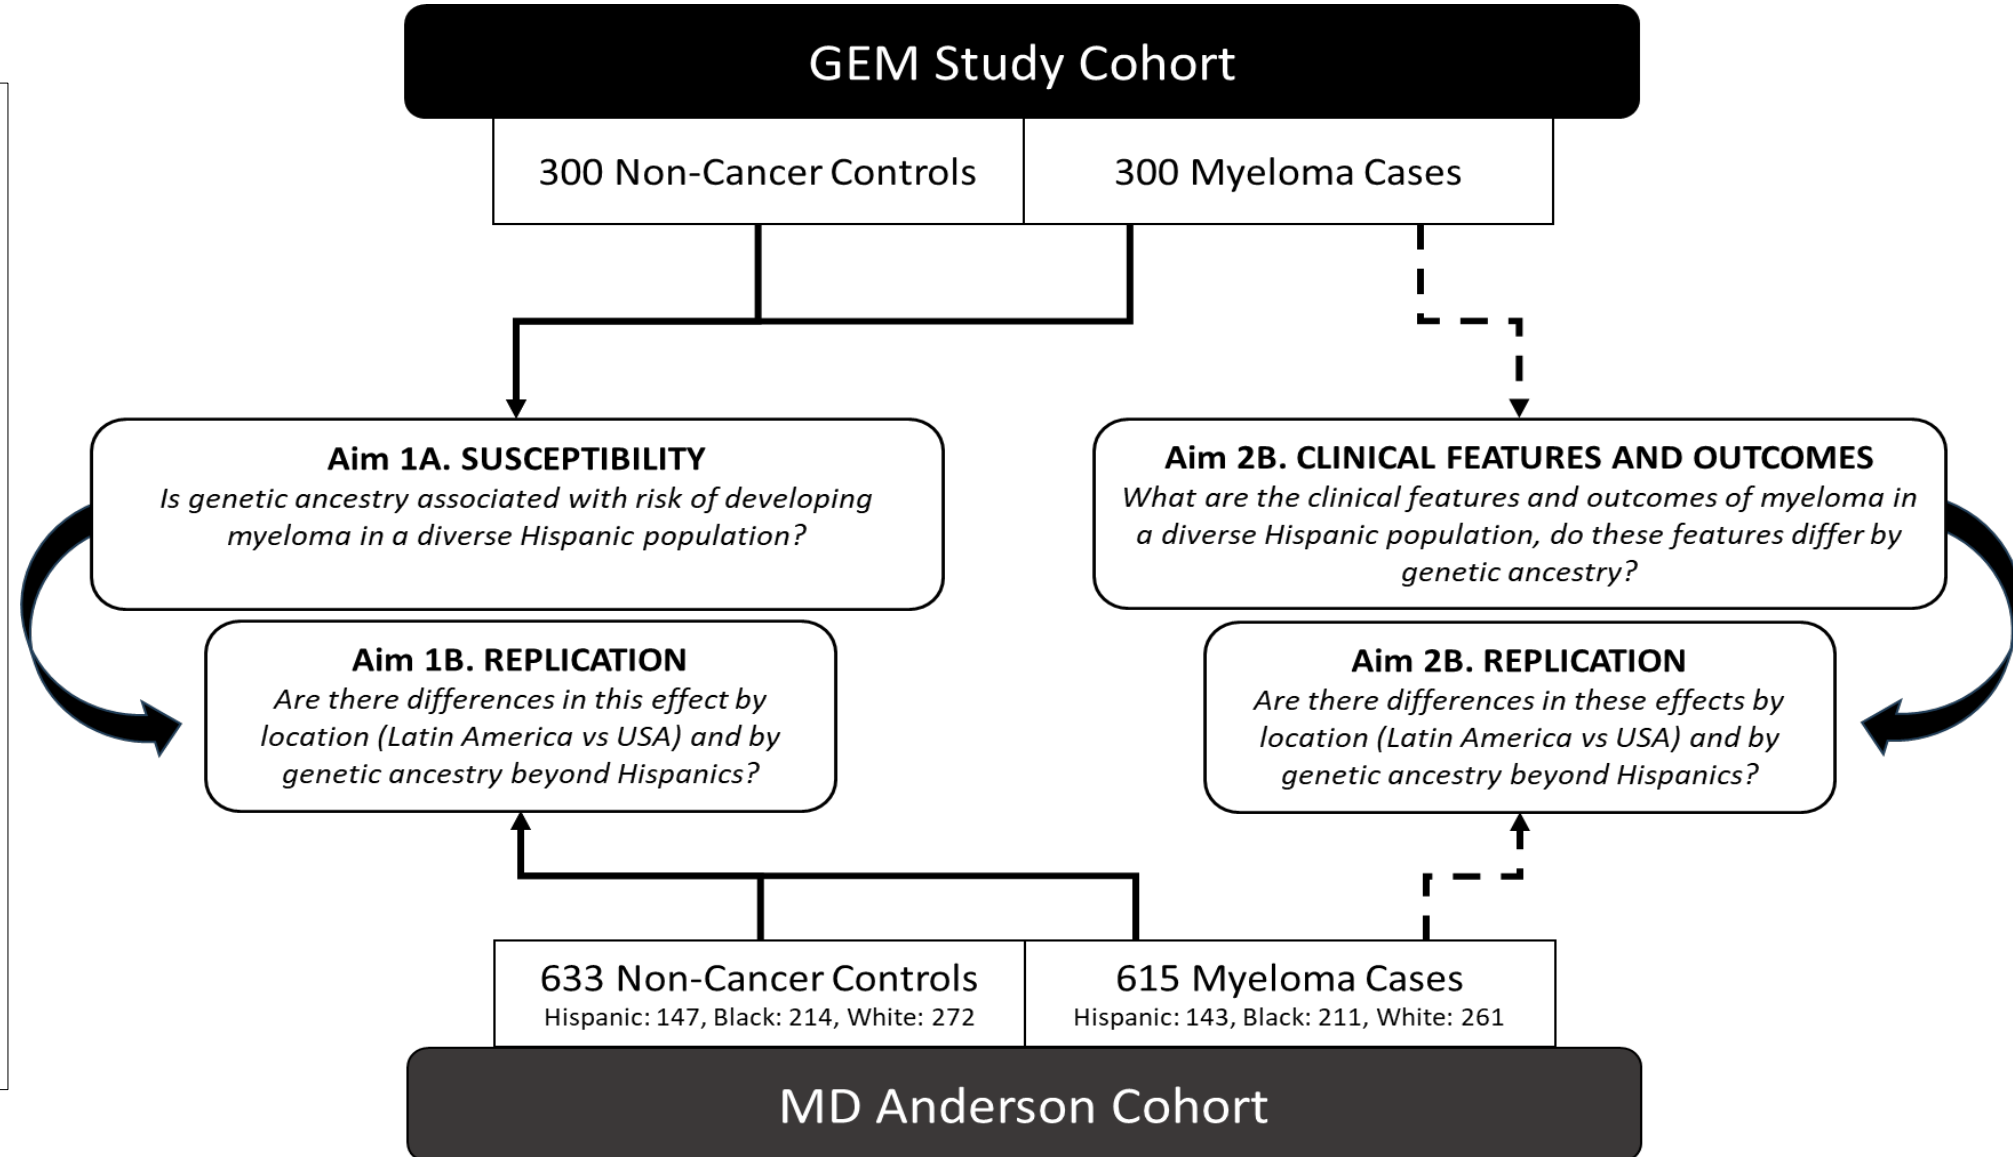 GEM Study Cohort
300 Non-Cancer Controls
300 Myeloma Cases
Aim 1A. SUSCEPTIBILITY
Is genetic ancestry associated with risk of developing
myeloma in a diverse Hispanic population?
Aim 2B. CLINICAL FEATURES AND OUTCOMES
What are the clinical features and outcomes of myeloma in
a diverse Hispanic population, do these features differ by
genetic ancestry?
Aim 1B. REPLICATION
Are there differences in this effect by
location (Latin America vs USA) and by
genetic ancestry beyond Hispanics?
Aim 2B. REPLICATION
Are there differences in these effects by
location (Latin America vs USA) and by
genetic ancestry beyond Hispanics?
633 Non-Cancer Controls
Hispanic: 147, Black: 214, White: 272
615 Myeloma Cases
Hispanic: 143, Black: 211, White: 261
MD Anderson Cohort